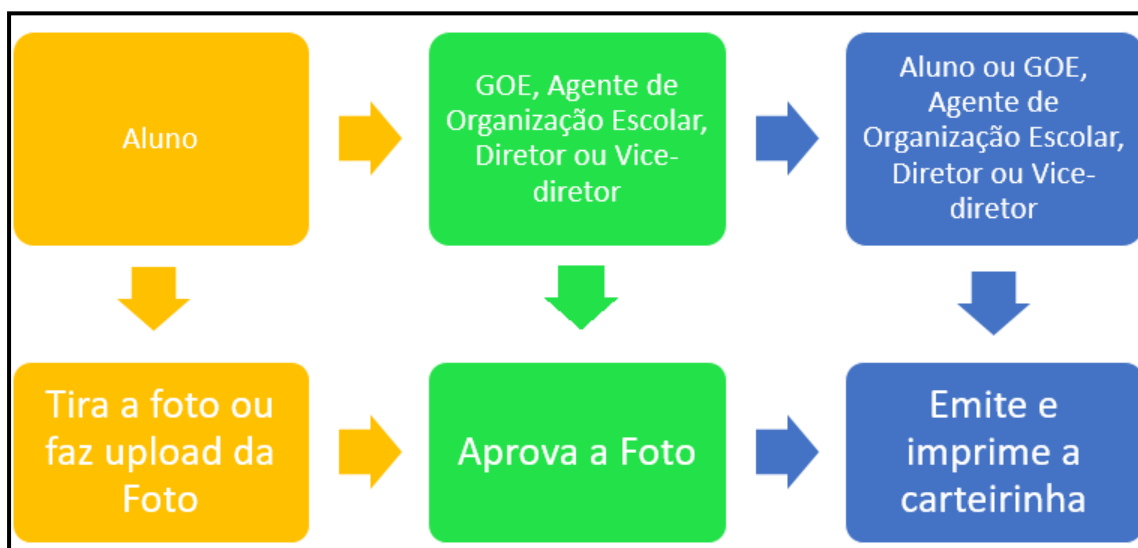 Aluno
GOE, Agente de
Organização Escolar,
Diretor ou Vice-
diretor
Aluno ou GOE,
Agente de
Organização Escolar,
Diretor ou Vice-
diretor
Tira a foto ou
faz upload da
Foto
Aprova a Foto
Emite e
imprime a
carteirinha